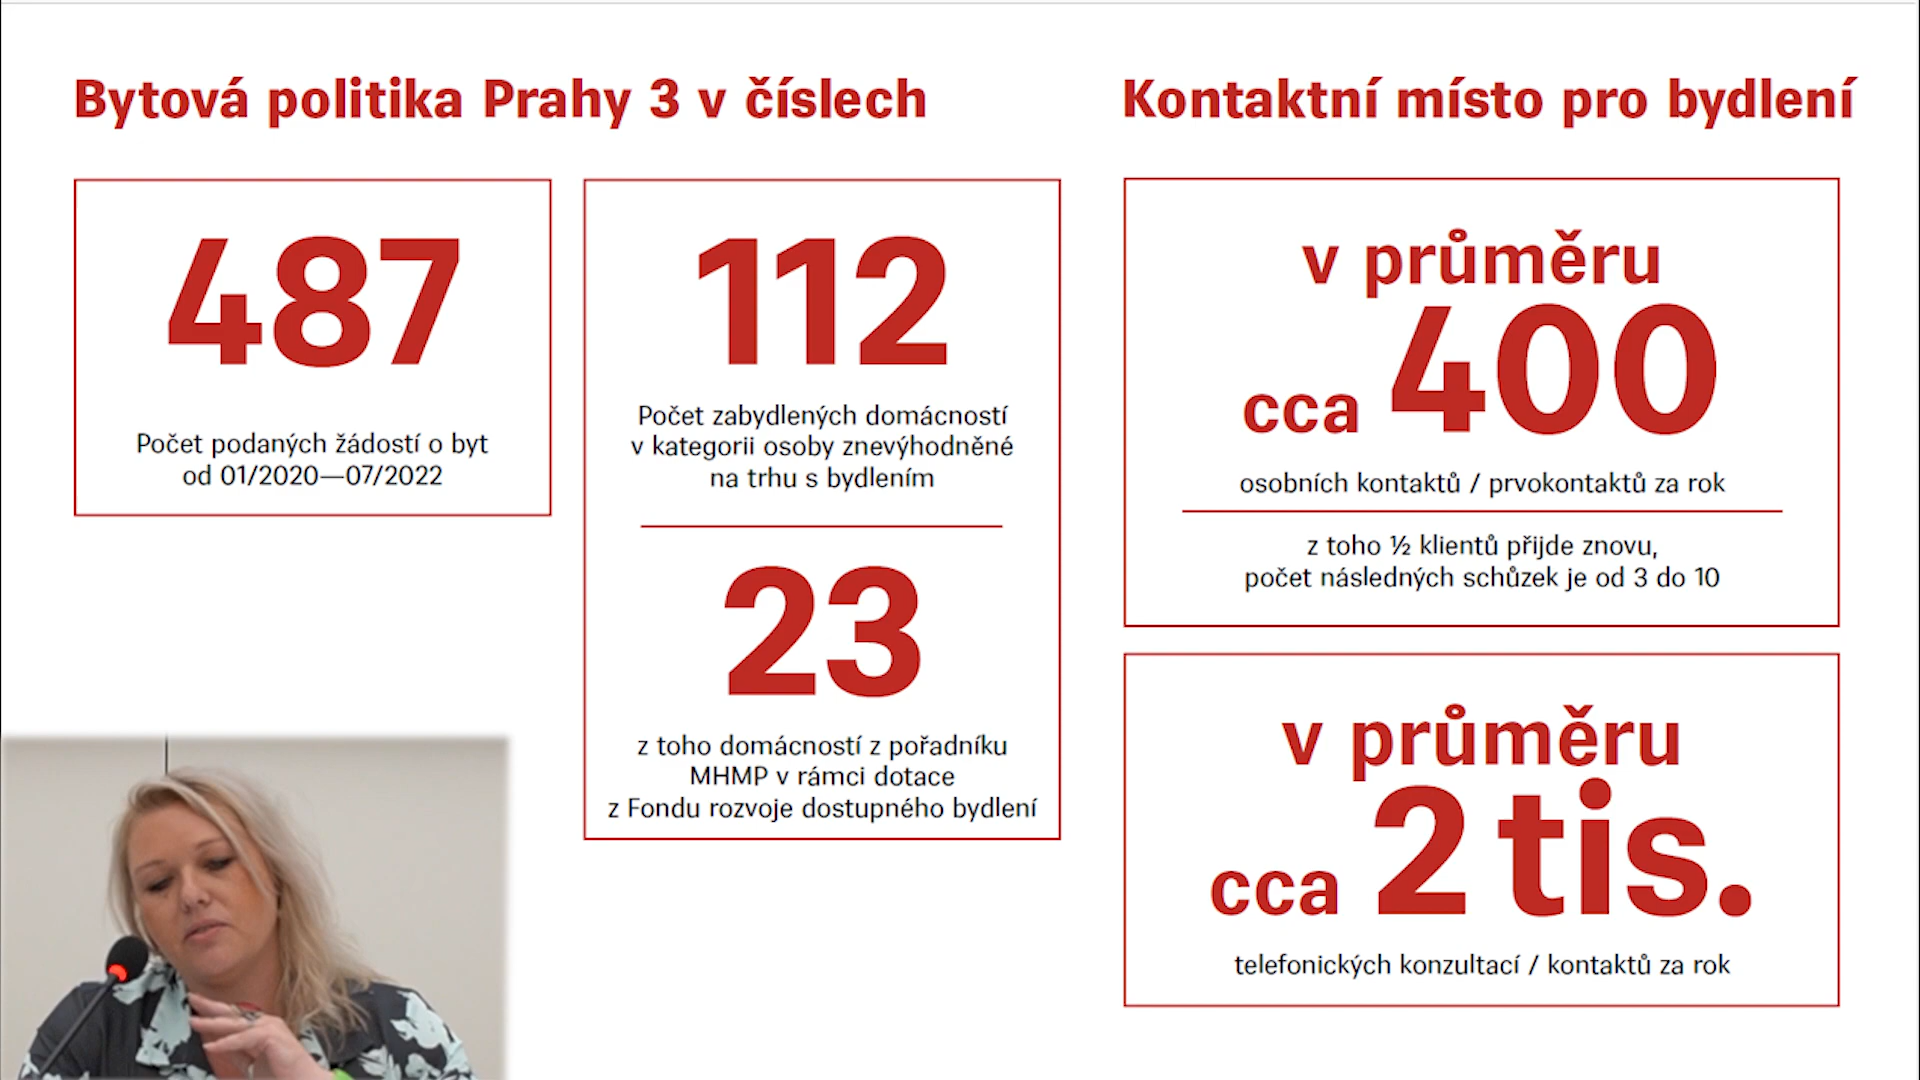 Bytová politika Prahy 3 v číslech
487
Počet podaných žádostí o byt
od 01/2020—07/2022
112
Počet zabydlených domácností
v kategorii osoby znevýhodněné
na trhu s bydlením
23
z toho domácností z pořadníku
MHMP v rámci dotace
z Fondu rozvoje dostupného bydlení
Kontaktní místo pro bydlení
v průměru
cca 400
osobních kontaktů / prvokontaktů za rok
z toho ½ klientů přijde znovu,
počet následných schůzek je od 3 do 10
v průměru
cca 2 tis.
telefonických konzultací / kontaktů za rok